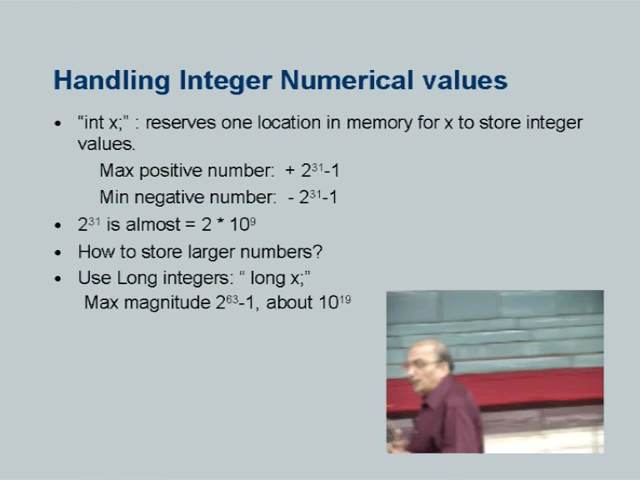 Handling Integer Numerical values
• “int x;” : reserves one location in memory for x to store integer
values.
Max positive number: + 2³¹-1
Min negative number: - 2³¹-1
• 2³¹ is almost = 2 * 10⁹
• How to store larger numbers?
• Use Long integers: “ long x;”
Max magnitude 2⁶³-1, about 10¹⁹